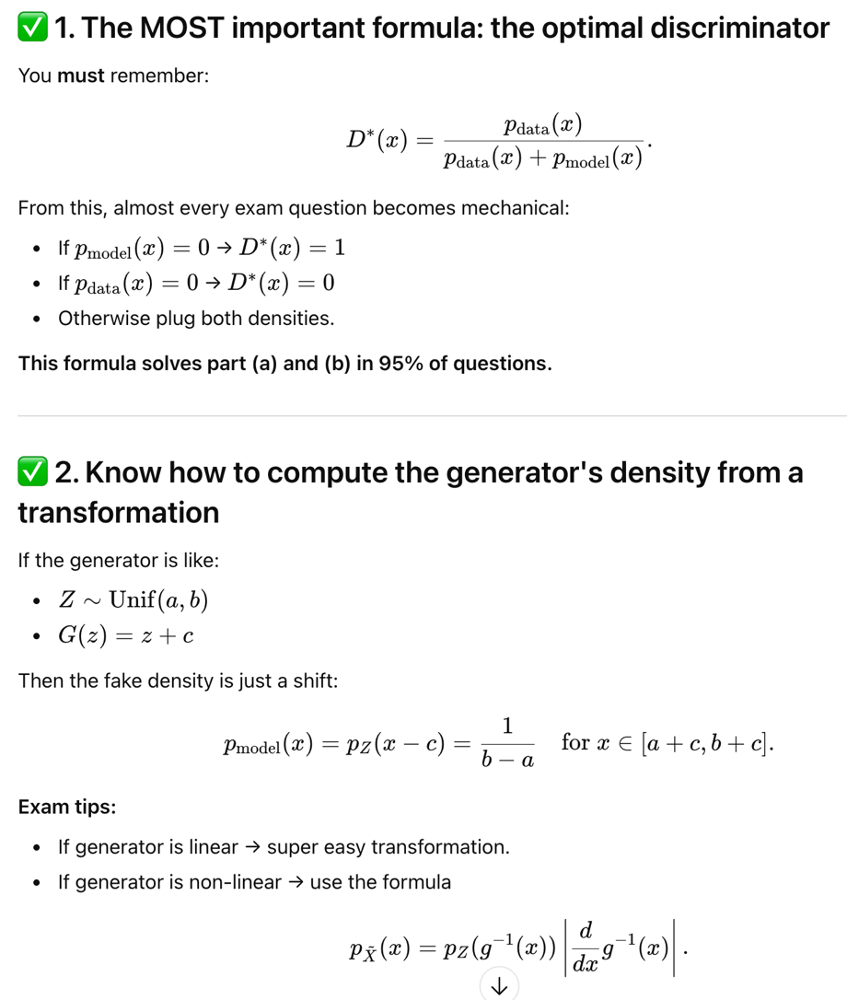 ✅ 1. The MOST important formula: the optimal discriminator
You must remember:
D*(x) = p_data(x) / (p_data(x) + p_model(x)).
From this, almost every exam question becomes mechanical:
• If p_model(x) = 0 → D*(x) = 1
• If p_data(x) = 0 → D*(x) = 0
• Otherwise plug both densities.
This formula solves part (a) and (b) in 95% of questions.
✅ 2. Know how to compute the generator's density from a
transformation
If the generator is like:
• Z ∼ Unif(a, b)
• G(z) = z + c
Then the fake density is just a shift:
p_model(x) = p_Z(x − c) = 1 / (b − a) for x ∈ [a + c, b + c].
Exam tips:
• If generator is linear → super easy transformation.
• If generator is non-linear → use the formula
p_X̃(x) = p_Z(g⁻¹(x)) |d/dx g⁻¹(x)|.